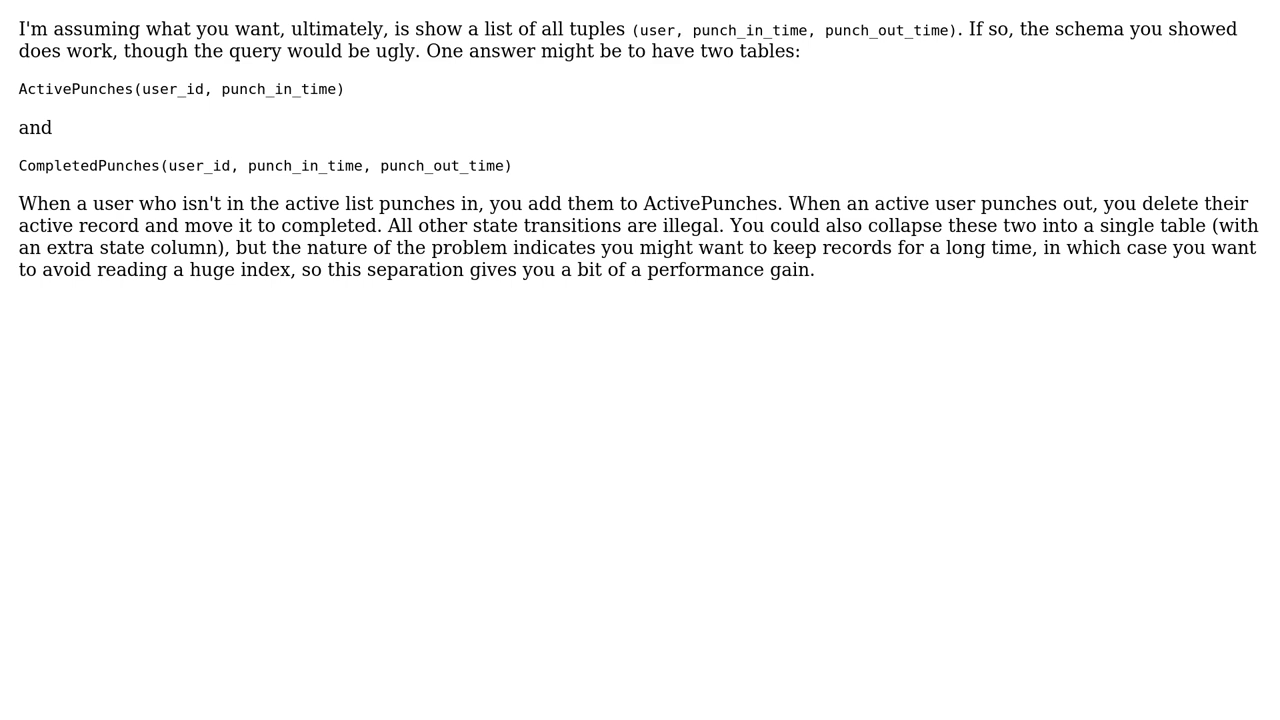 I'm assuming what you want, ultimately, is show a list of all tuples (user, punch_in_time, punch_out_time). If so, the schema you showed
does work, though the query would be ugly. One answer might be to have two tables:
ActivePunches(user_id, punch_in_time)
and
CompletedPunches(user_id, punch_in_time, punch_out_time)
When a user who isn't in the active list punches in, you add them to ActivePunches. When an active user punches out, you delete their
active record and move it to completed. All other state transitions are illegal. You could also collapse these two into a single table (with
an extra state column), but the nature of the problem indicates you might want to keep records for a long time, in which case you want
to avoid reading a huge index, so this separation gives you a bit of a performance gain.